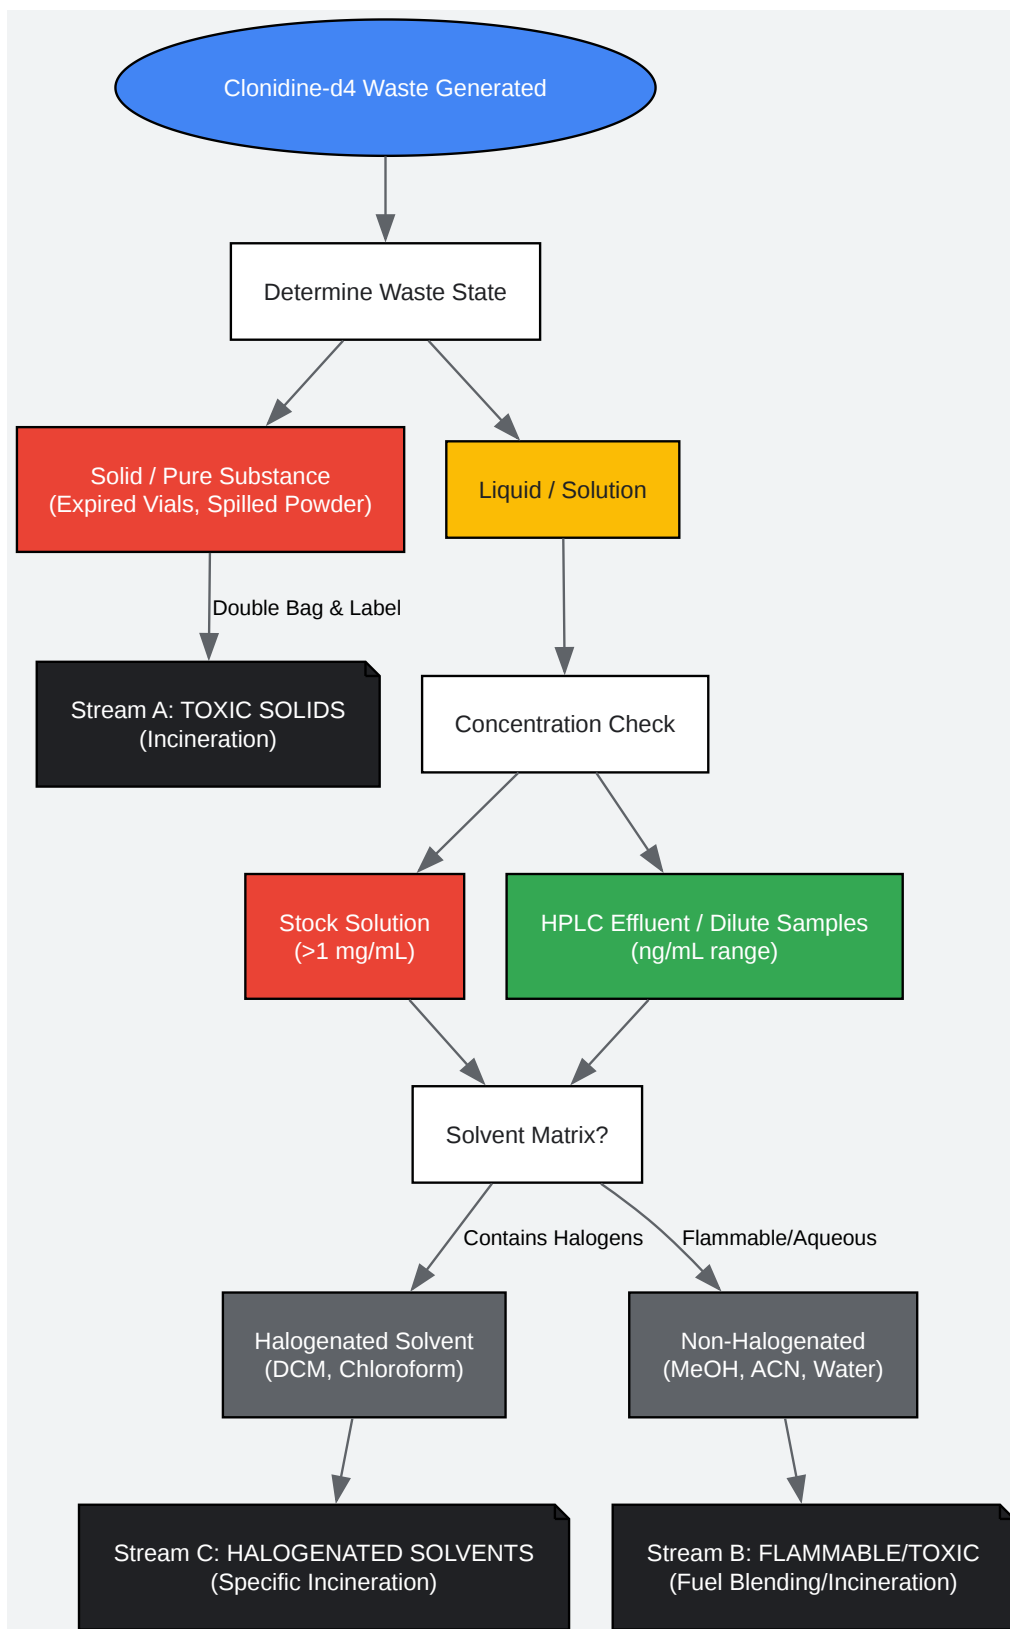 Clonidine-d4 Waste Generated
Determine Waste State
Solid / Pure Substance
(Expired Vials, Spilled Powder)
Liquid / Solution
Double Bag & Label
Stream A: TOXIC SOLIDS
(Incineration)
Concentration Check
Stock Solution
(>1 mg/mL)
HPLC Effluent / Dilute Samples
(ng/mL range)
Solvent Matrix?
Contains Halogens
Flammable/Aqueous
Halogenated Solvent
(DCM, Chloroform)
Non-Halogenated
(MeOH, ACN, Water)
Stream C: HALOGENATED SOLVENTS
(Specific Incineration)
Stream B: FLAMMABLE/TOXIC
(Fuel Blending/Incineration)